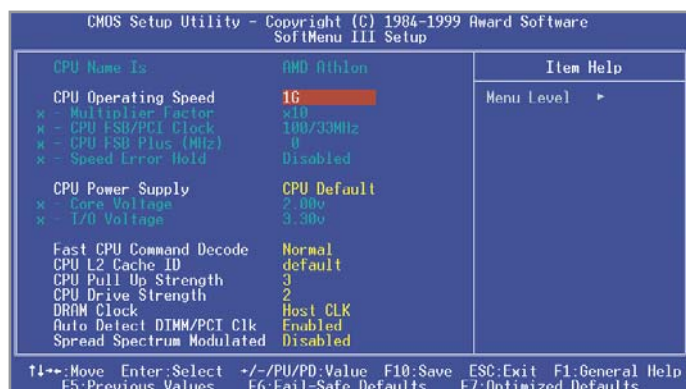 CMOS Setup Utility - Copyright (C) 1984-1999 Award Software
SoftMenu III Setup
CPU Name Is AMD Athlon
Item Help
CPU Operating Speed 1G
Menu Level ►
x - Multiplier Factor x10
x - CPU FSB/PCI Clock 100/33MHz
x - CPU FSB Plus (MHz) 0
x - Speed Error Hold Disabled
CPU Power Supply CPU Default
x - Core Voltage 2.00v
x - I/O Voltage 3.30v
Fast CPU Command Decode Normal
CPU L2 Cache ID default
CPU Pull Up Strength 3
CPU Drive Strength 2
DRAM Clock Host CLK
Auto Detect DIMM/PCI Clk Enabled
Spread Spectrum Modulated Disabled
↑↓→←:Move Enter:Select +/-/PU/PD:Value F10:Save ESC:Exit F1:General Help
F5:Previous Values F6:Fail-Safe Defaults F7:Optimized Defaults